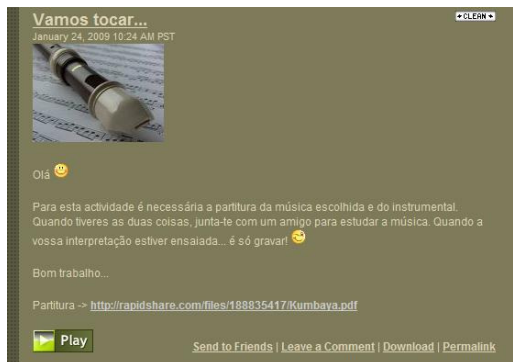 Vamos tocar...
CLEAN
January 24, 2009 10:24 AM PST
Olá
Para esta actividade é necessária a partitura da música escolhida e do instrumental.
Quando tiveres as duas coisas, junta-te com um amigo para estudar a música. Quando a
vossa interpretação estiver ensaiada... é só gravar!
Bom trabalho...
Partitura -> http://rapidshare.com/files/188835417/Kumbaya.pdf
Play
Send to Friends | Leave a Comment | Download | Permalink